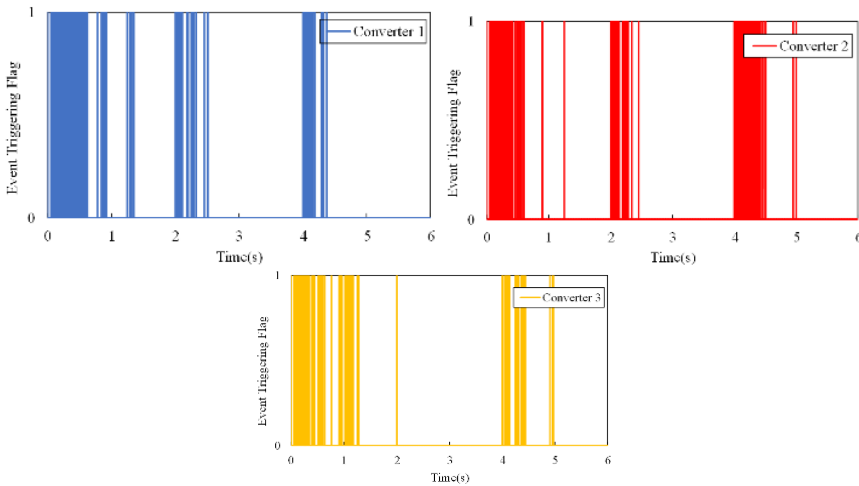 1
Converter 1
Event Triggering Flag
0
0 1 2 3 4 5 6
Time(s)
1
Converter 2
Event Triggering Flag
0
0 1 2 3 4 5 6
Time(s)
1
Converter 3
Event Triggering Flag
0
0 1 2 3 4 5 6
Time(s)